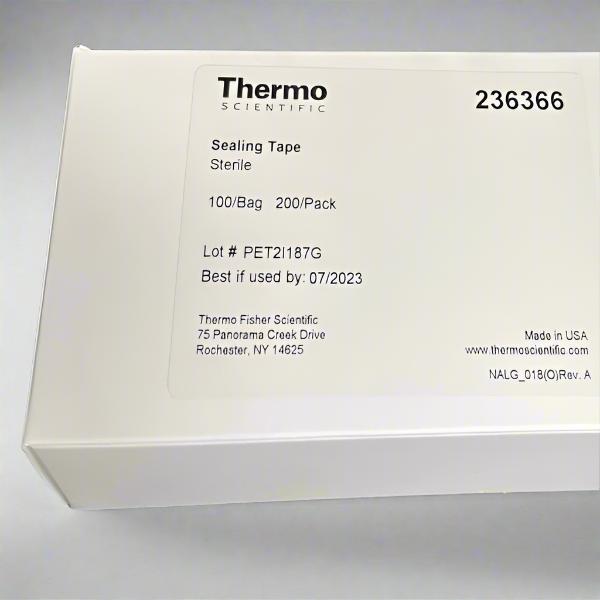 Thermo
SCIENTIFIC
236366
Sealing Tape
Sterile
100/Bag 200/Pack
Lot # PET2I187G
Best if used by: 07/2023
Thermo Fisher Scientific
75 Panorama Creek Drive
Rochester, NY 14625
Made in USA
www.thermoscientific.com
NALG_018(O)Rev. A